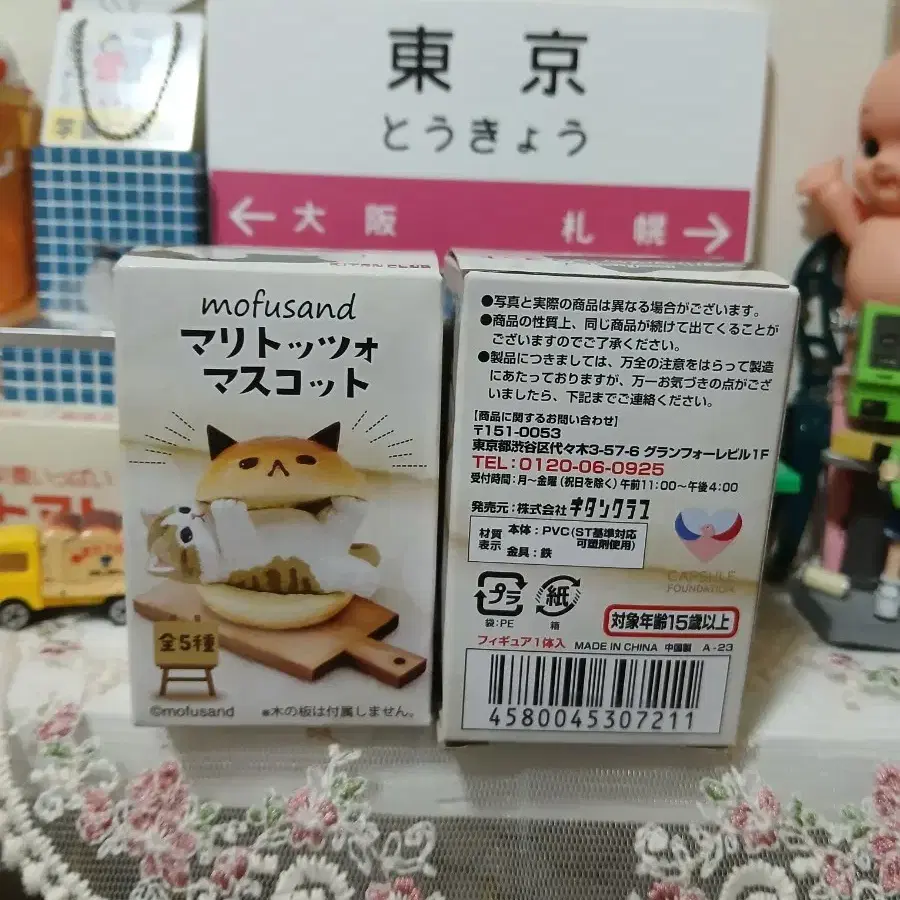 東京
とうきょう
← 大阪
札幌 →
mofusand
マリトッツォ
マスコット
全5種
©mofusand
※木の板は付属しません。
●写真と実際の商品は異なる場合がございます。
●商品の性質上、同じ商品が続けて出てくることが
ございますのでご了承ください。
●製品につきましては、万全の注意をはらって製造
にあたっておりますが、万一お気づきの点がござ
いましたら、下記までご連絡ください。
【商品に関するお問い合わせ】
〒151-0053
東京都渋谷区代々木3-57-6 グランフォーレビル1F
TEL:0120-06-0925
受付時間:月〜金曜(祝日を除く)午前11:00〜午後4:00
発売元:株式会社キタンクラブ
材質
表示
本体:PVC(ST基準対応
可塑剤使用)
金具:鉄
CAPSULE
FOUNDATION
プラ
袋:PE
紙
箱
対象年齢15歳以上
フィギュア1体入
MADE IN CHINA 中国製 A-23
4580045307211